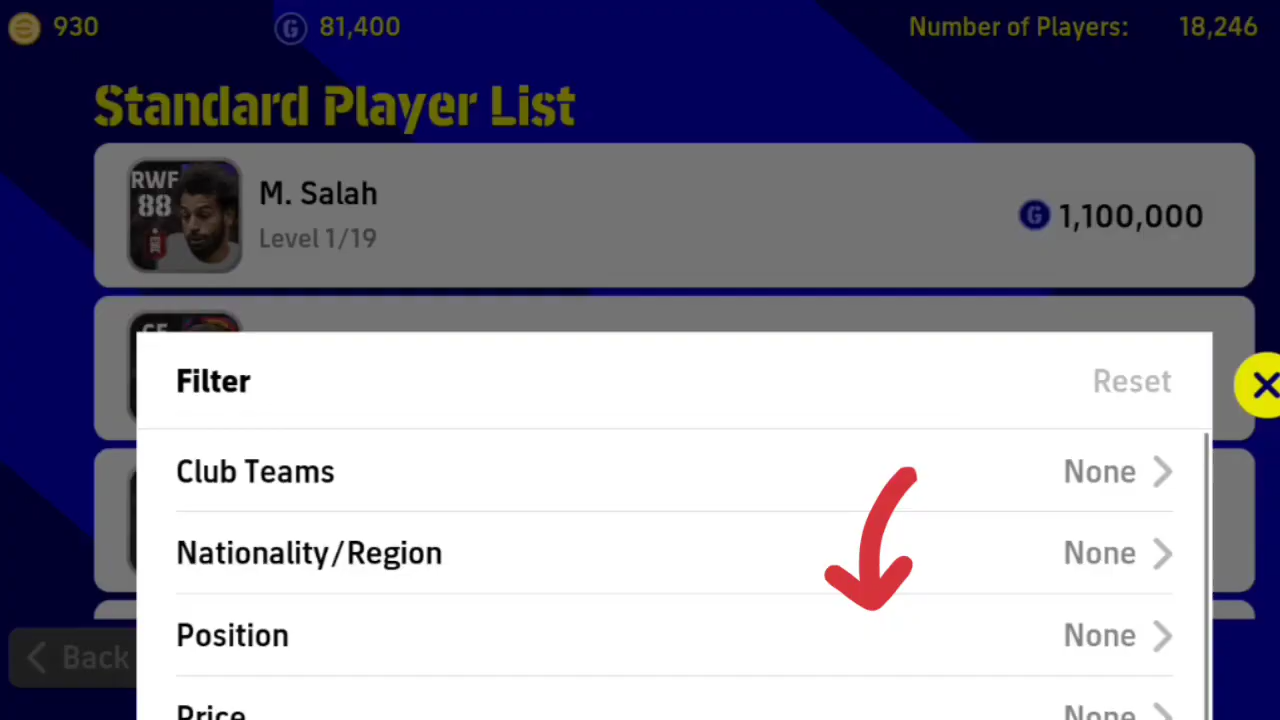 930 81,400 Number of Players: 18,246
Standard Player List
RWF
88
M. Salah
Level 1/19
1,100,000
Filter Reset
Club Teams None
Nationality/Region None
Position None
Back
Price None